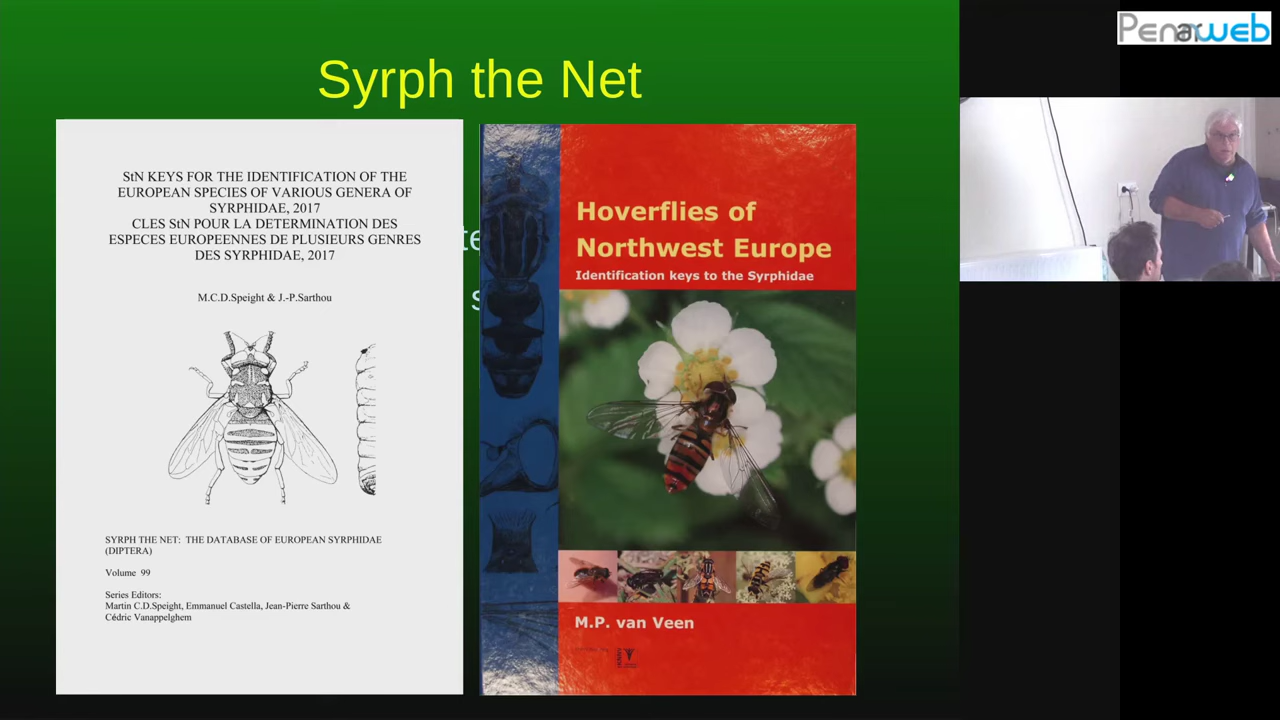 Penarweb
Syrph the Net
StN KEYS FOR THE IDENTIFICATION OF THE
EUROPEAN SPECIES OF VARIOUS GENERA OF
SYRPHIDAE, 2017
CLES StN POUR LA DETERMINATION DES
ESPECES EUROPEENNES DE PLUSIEURS GENRES
DES SYRPHIDAE, 2017
M.C.D.Speight & J.-P.Sarthou
SYRPH THE NET: THE DATABASE OF EUROPEAN SYRPHIDAE
(DIPTERA)
Volume 99
Series Editors:
Martin C.D.Speight, Emmanuel Castella, Jean-Pierre Sarthou &
Cédric Vanappelghem
Hoverflies of
Northwest Europe
Identification keys to the Syrphidae
M.P. van Veen